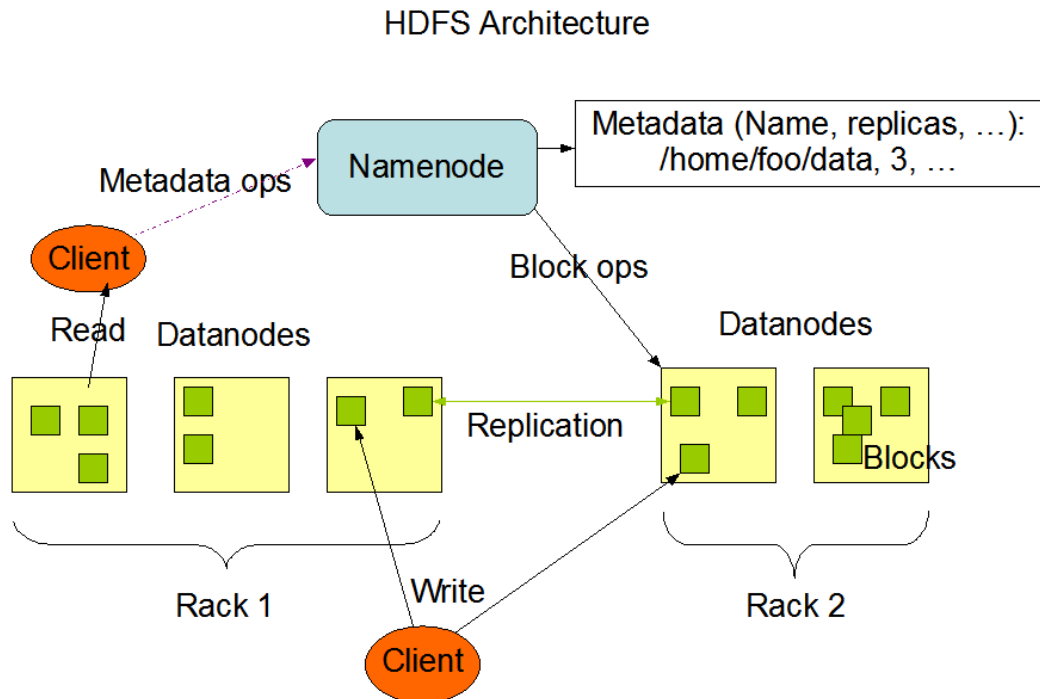 HDFS Architecture
Metadata (Name, replicas, …):
/home/foo/data, 3, …
Namenode
Metadata ops
Client
Block ops
Read
Datanodes
Datanodes
Replication
Blocks
Rack 1
Write
Rack 2
Client